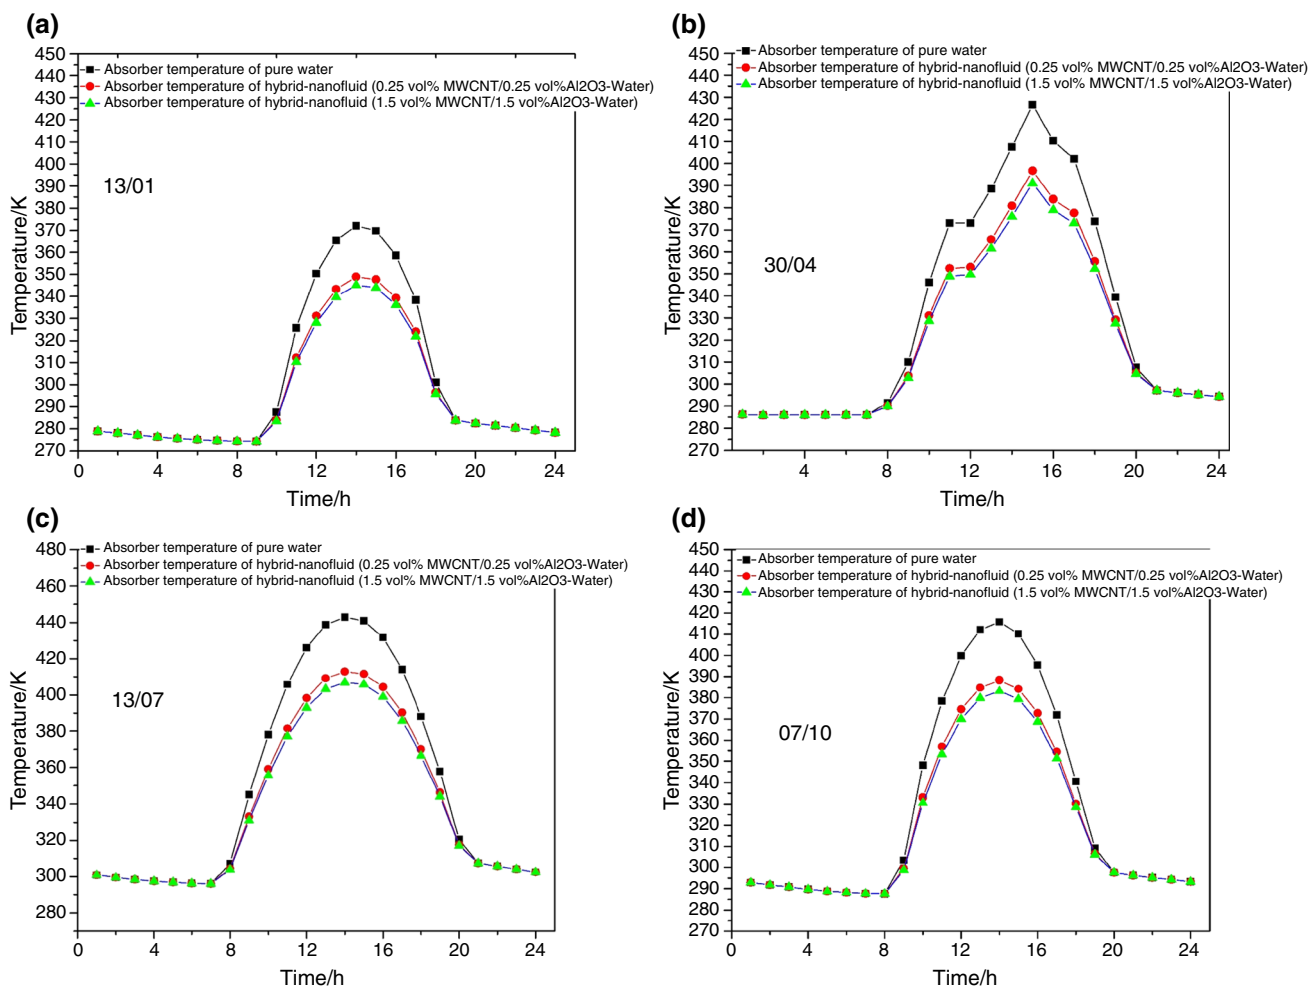 (a)
450
440
430
420
410
400
390
380
370
360
350
340
330
320
310
300
290
280
270
Temperature/K
Absorber temperature of pure water
Absorber temperature of hybrid-nanofluid (0.25 vol% MWCNT/0.25 vol%Al2O3-Water)
Absorber temperature of hybrid-nanofluid (1.5 vol% MWCNT/1.5 vol%Al2O3-Water)
13/01
0 4 8 12 16 20 24
Time/h
(b)
450
440
430
420
410
400
390
380
370
360
350
340
330
320
310
300
290
280
270
Temperature/K
Absorber temperature of pure water
Absorber temperature of hybrid-nanofluid (0.25 vol% MWCNT/0.25 vol%Al2O3-Water)
Absorber temperature of hybrid-nanofluid (1.5 vol% MWCNT/1.5 vol%Al2O3-Water)
30/04
4 8 12 16 20 24
Time/h
(c)
480
460
440
420
400
380
360
340
320
300
280
Temperature/K
Absorber temperature of pure water
Absorber temperature of hybrid-nanofluid (0.25 vol% MWCNT/0.25 vol%Al2O3-Water)
Absorber temperature of hybrid-nanofluid (1.5 vol% MWCNT/1.5 vol%Al2O3-Water)
13/07
0 4 8 12 16 20 24
Time/h
(d)
450
440
430
420
410
400
390
380
370
360
350
340
330
320
310
300
290
280
270
Temperature/K
Absorber temperature of pure water
Absorber temperature of hybrid-nanofluid (0.25 vol% MWCNT/0.25 vol%Al2O3-Water)
Absorber temperature of hybrid-nanofluid (1.5 vol% MWCNT/1.5 vol%Al2O3-Water)
07/10
0 4 8 12 16 20 24
Time/h